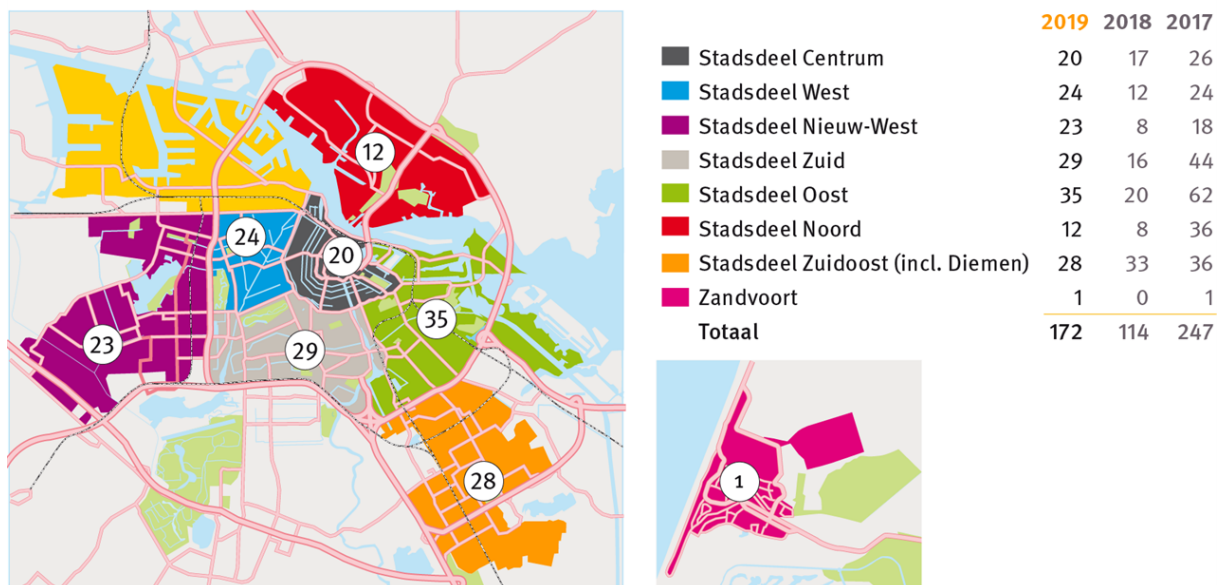 2019 2018 2017
Stadsdeel Centrum 20 17 26
Stadsdeel West 24 12 24
Stadsdeel Nieuw-West 23 8 18
Stadsdeel Zuid 29 16 44
Stadsdeel Oost 35 20 62
Stadsdeel Noord 12 8 36
Stadsdeel Zuidoost (incl. Diemen) 28 33 36
Zandvoort 1 0 1
Totaal 172 114 247
12
24
20
35
23
29
28
1